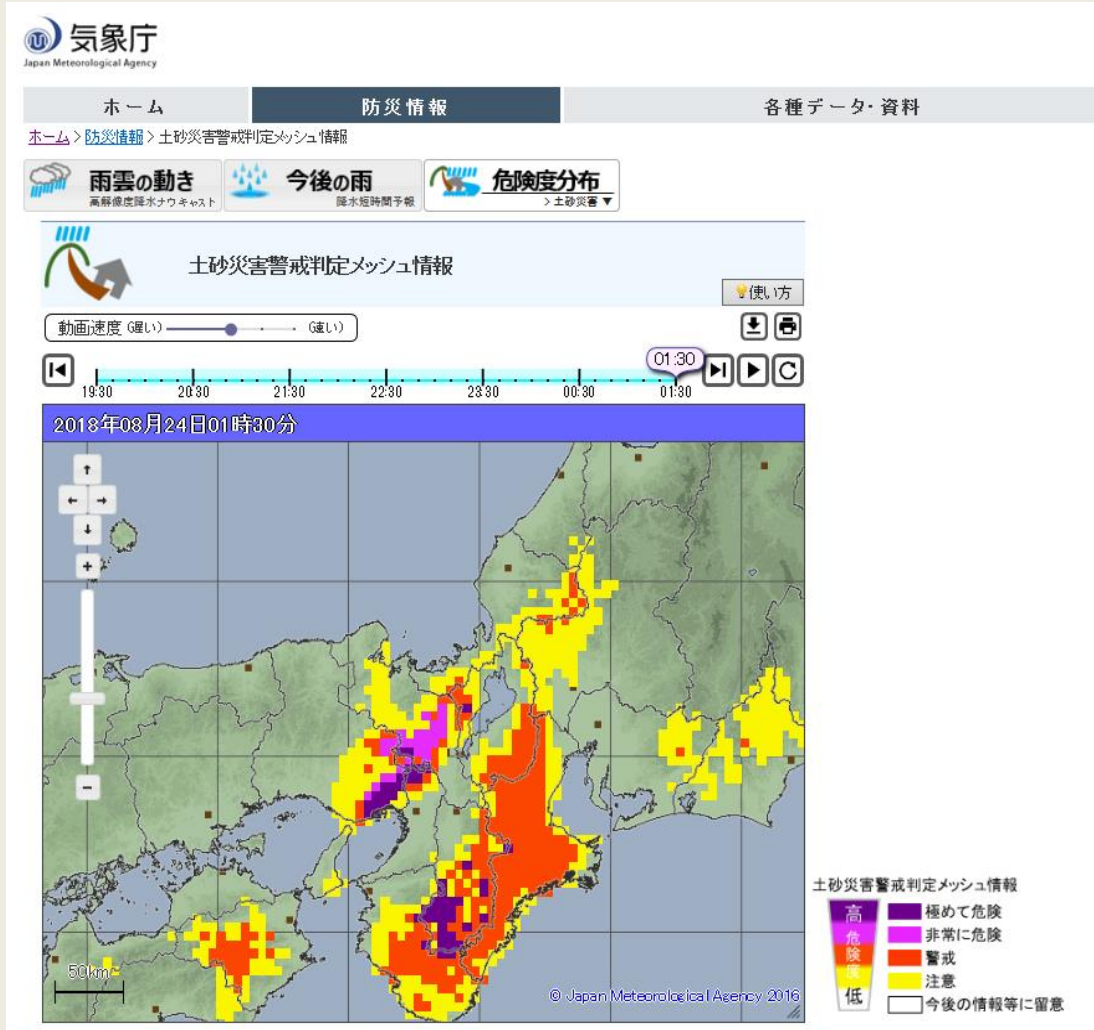 気象庁
Japan Meteorological Agency
ホーム 防災情報 各種データ・資料
ホーム > 防災情報 > 土砂災害警戒判定メッシュ情報
雨雲の動き 今後の雨 危険度分布
高解像度降水ナウキャスト 降水短時間予報 >土砂災害▼
土砂災害警戒判定メッシュ情報
使い方
動画速度 (遅い) (速い)
01:30
19:30 20:30 21:30 22:30 23:30 00:30 01:30
2018年08月24日01時30分
50km
© Japan Meteorological Agency 2016
土砂災害警戒判定メッシュ情報
高 危険度 低
極めて危険
非常に危険
警戒
注意
今後の情報等に留意